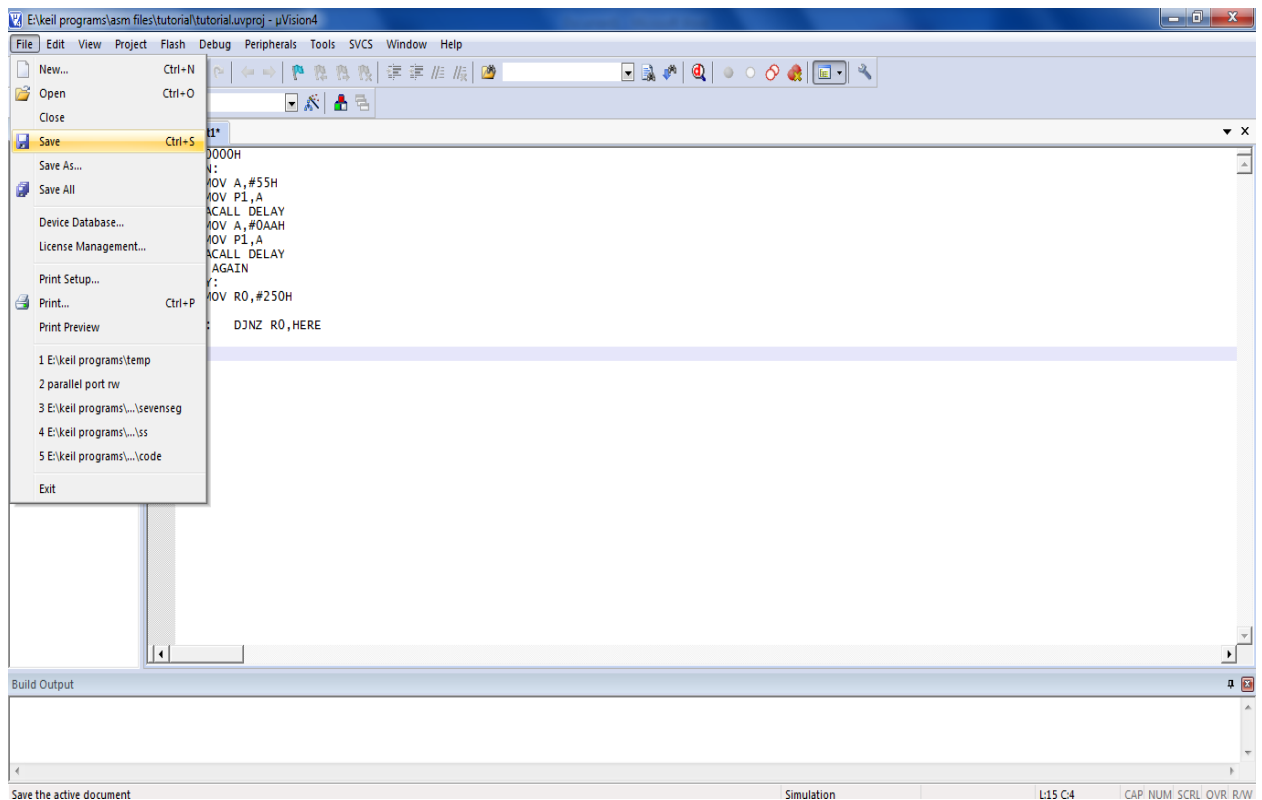 E:\keil programs\asm files\tutorial\tutorial.uvproj - µVision4
File Edit View Project Flash Debug Peripherals Tools SVCS Window Help
New... Ctrl+N
Open Ctrl+O
Close
Save Ctrl+S
Save As...
Save All
Device Database...
License Management...
Print Setup...
Print... Ctrl+P
Print Preview
1 E:\keil programs\temp
2 parallel port rw
3 E:\keil programs\...\sevenseg
4 E:\keil programs\...\ss
5 E:\keil programs\...\code
Exit
t1*
0000H
N:
MOV A,#55H
MOV P1,A
ACALL DELAY
MOV A,#0AAH
MOV P1,A
ACALL DELAY
AGAIN
Y:
MOV R0,#250H
: DJNZ R0,HERE
Build Output
Save the active document Simulation L:15 C:4 CAP NUM SCRL OVR R/W